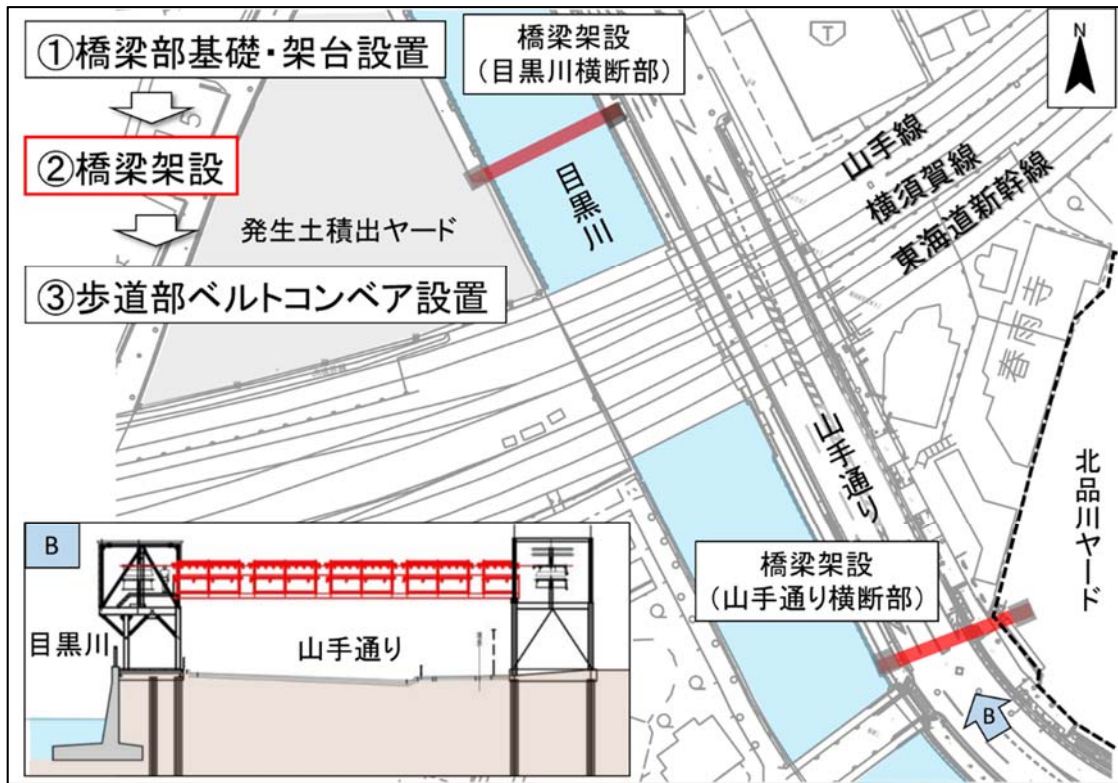 ①橋梁部基礎・架台設置
②橋梁架設
③歩道部ベルトコンベア設置
発生土積出ヤード
橋梁架設
（目黒川横断部）
目黒川
T
N
山手線
横須賀線
東海道新幹線
春雨寺
山手通り
北品川ヤード
橋梁架設
（山手通り横断部）
B
B
目黒川
山手通り